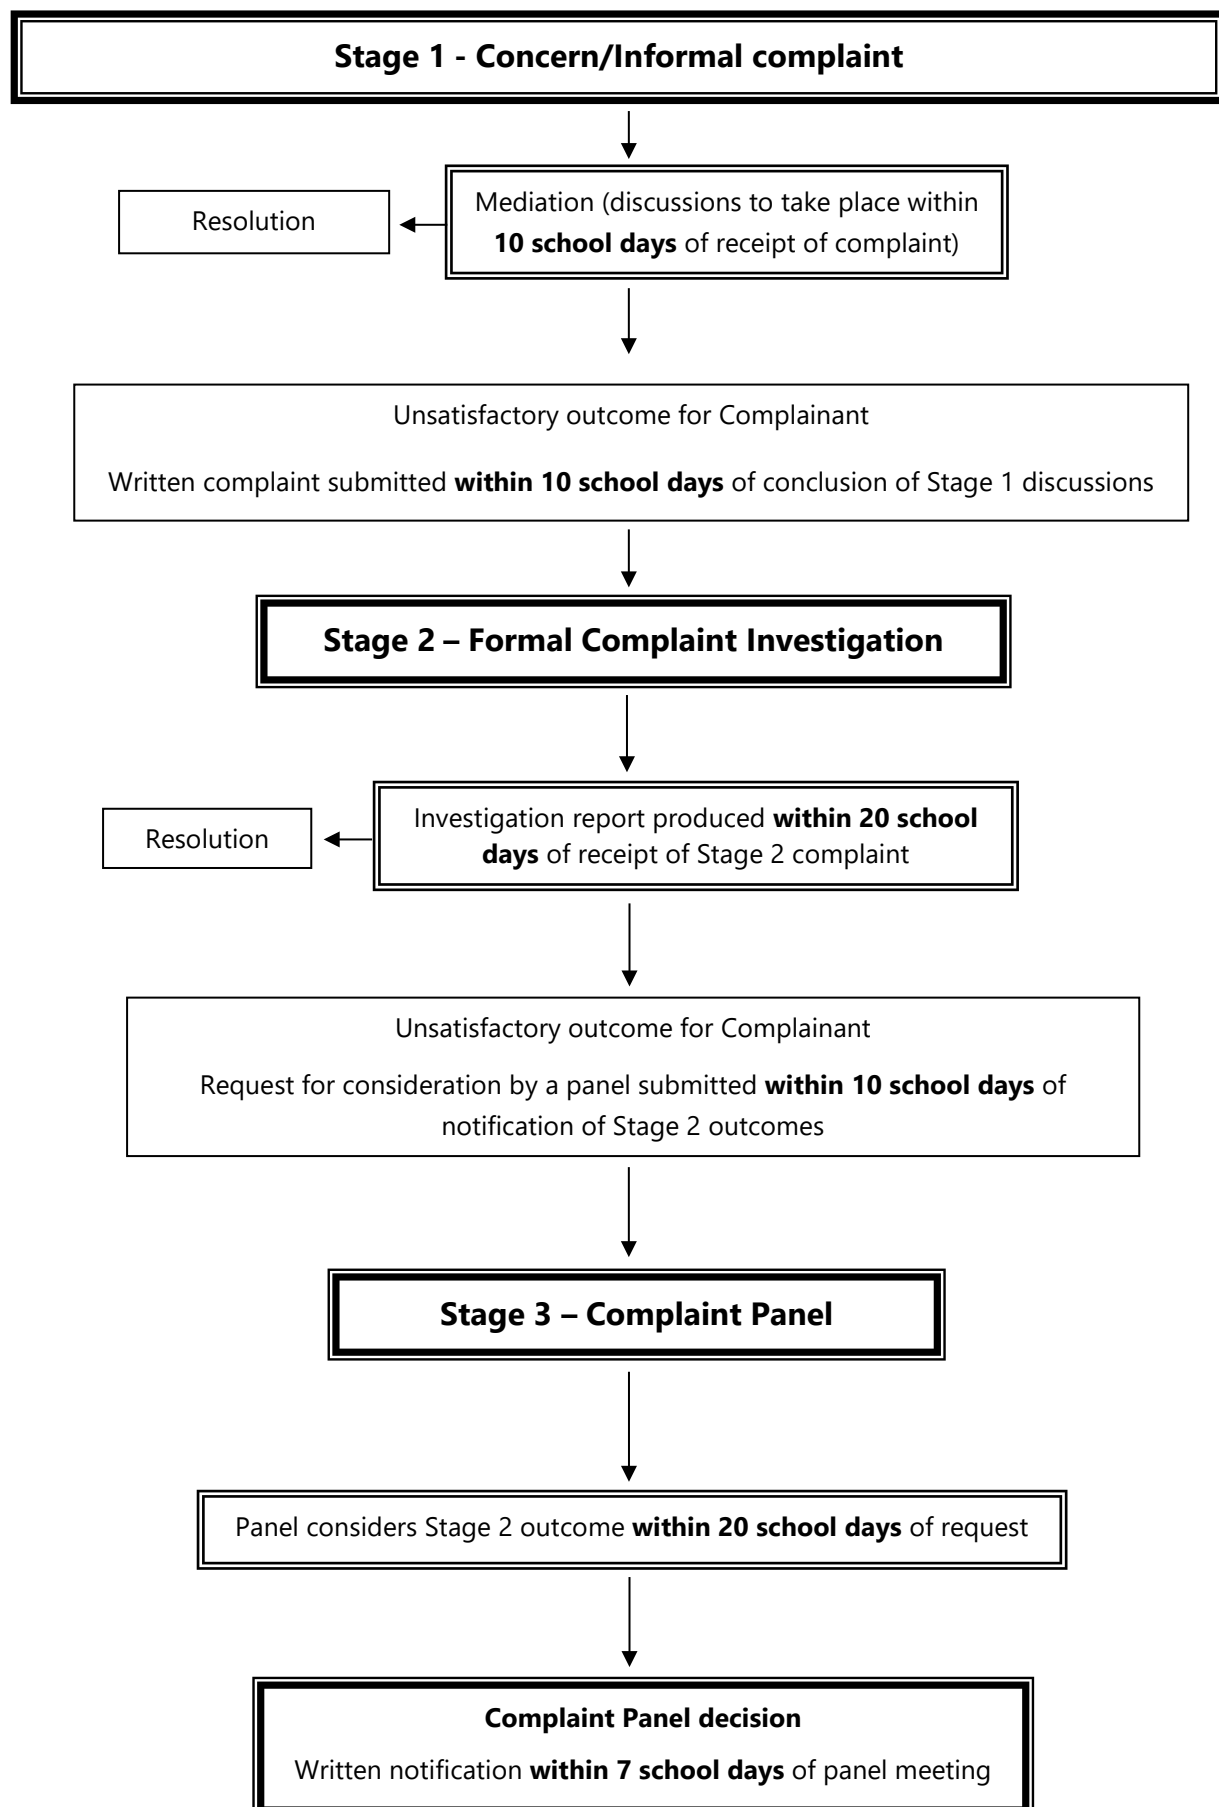 Stage 1 - Concern/Informal complaint
Mediation (discussions to take place within
10 school days of receipt of complaint)
Resolution
Unsatisfactory outcome for Complainant
Written complaint submitted within 10 school days of conclusion of Stage 1 discussions
Stage 2 – Formal Complaint Investigation
Investigation report produced within 20 school
days of receipt of Stage 2 complaint
Resolution
Unsatisfactory outcome for Complainant
Request for consideration by a panel submitted within 10 school days of
notification of Stage 2 outcomes
Stage 3 – Complaint Panel
Panel considers Stage 2 outcome within 20 school days of request
Complaint Panel decision
Written notification within 7 school days of panel meeting